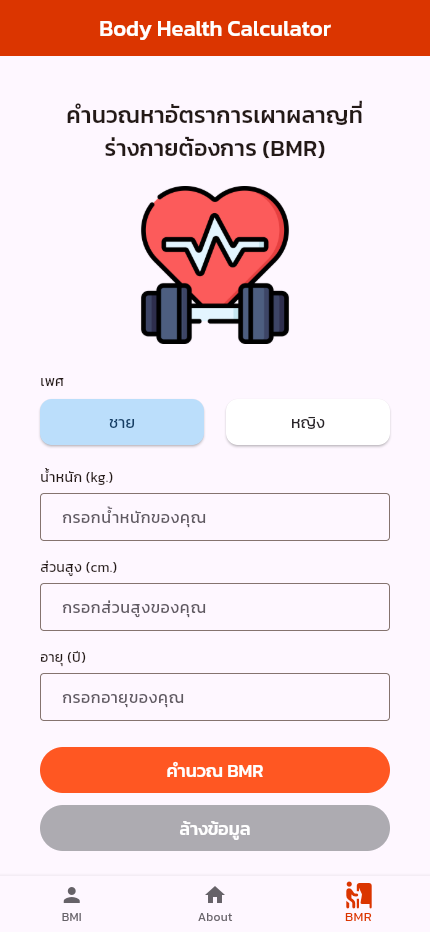 Body Health Calculator
คำนวณหาอัตราการเผาผลาญที่
ร่างกายต้องการ (BMR)
เพศ
ชาย
หญิง
น้ำหนัก (kg.)
กรอกน้ำหนักของคุณ
ส่วนสูง (cm.)
กรอกส่วนสูงของคุณ
อายุ (ปี)
กรอกอายุของคุณ
คำนวณ BMR
ล้างข้อมูล
BMI
About
BMR